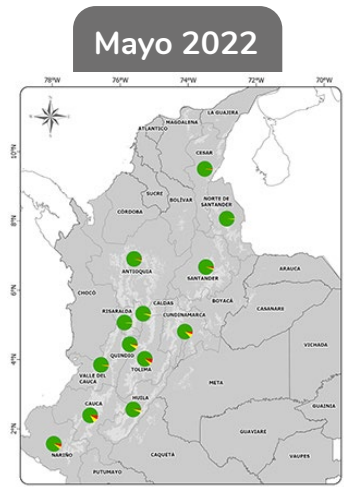 Mayo 2022
78°W 76°W 74°W 72°W 70°W
LA GUAJIRA
MAGDALENA
ATLÁNTICO
10°N
CESAR
SUCRE
BOLÍVAR
NORTE DE
SANTANDER
CÓRDOBA
8°N
ANTIOQUIA
SANTANDER
ARAUCA
6°N
CHOCÓ
CALDAS
BOYACÁ
RISARALDA
CUNDINAMARCA
CASANARE
VICHADA
QUINDÍO
4°N
TOLIMA
VALLE DEL
CAUCA
META
CAUCA
HUILA
GUAINÍA
2°N
GUAVIARE
NARIÑO
CAQUETA
VAUPES
PUTUMAYO